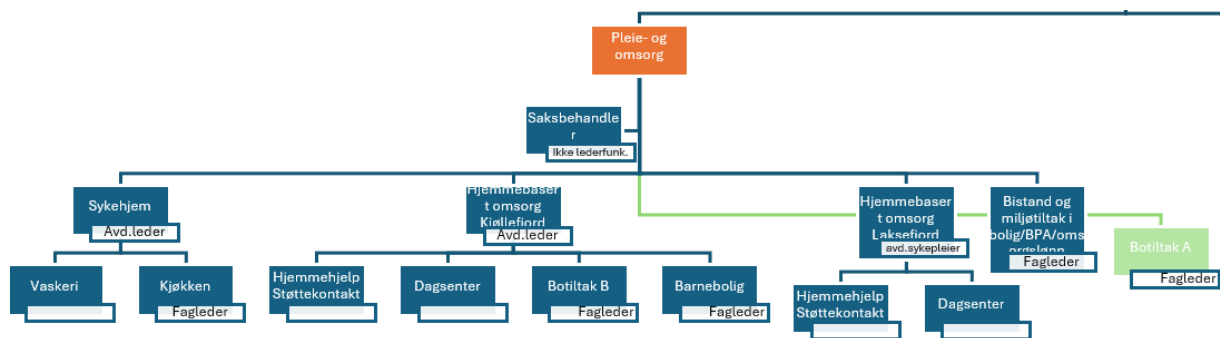 Pleie- og
omsorg
Saksbehandle
r
Ikke lederfunk.
Sykehjem
Avd.leder
Hjemmebaser
t omsorg
Kjøllefjord
Avd.leder
Hjemmebaser
t omsorg
Laksefjord
avd.sykepleier
Bistand og
miljøtiltak i
bolig/BPA/oms
orgslønn
Fagleder
Botiltak A
Fagleder
Vaskeri
Kjøkken
Fagleder
Hjemmehjelp
Støttekontakt
Dagsenter
Botiltak B
Fagleder
Barnebolig
Fagleder
Hjemmehjelp
Støttekontakt
Dagsenter